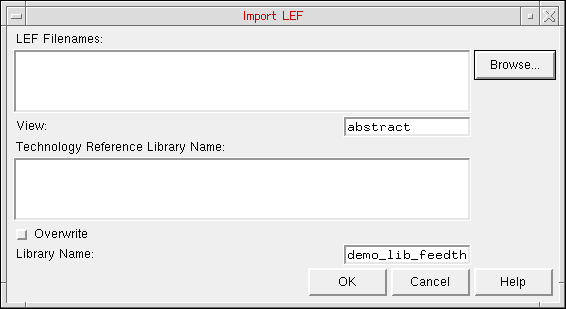 Import LEF
LEF Filenames:
Browse...
View:
abstract
Technology Reference Library Name:
Overwrite
Library Name:
demo_lib_feedth
OK
Cancel
Help